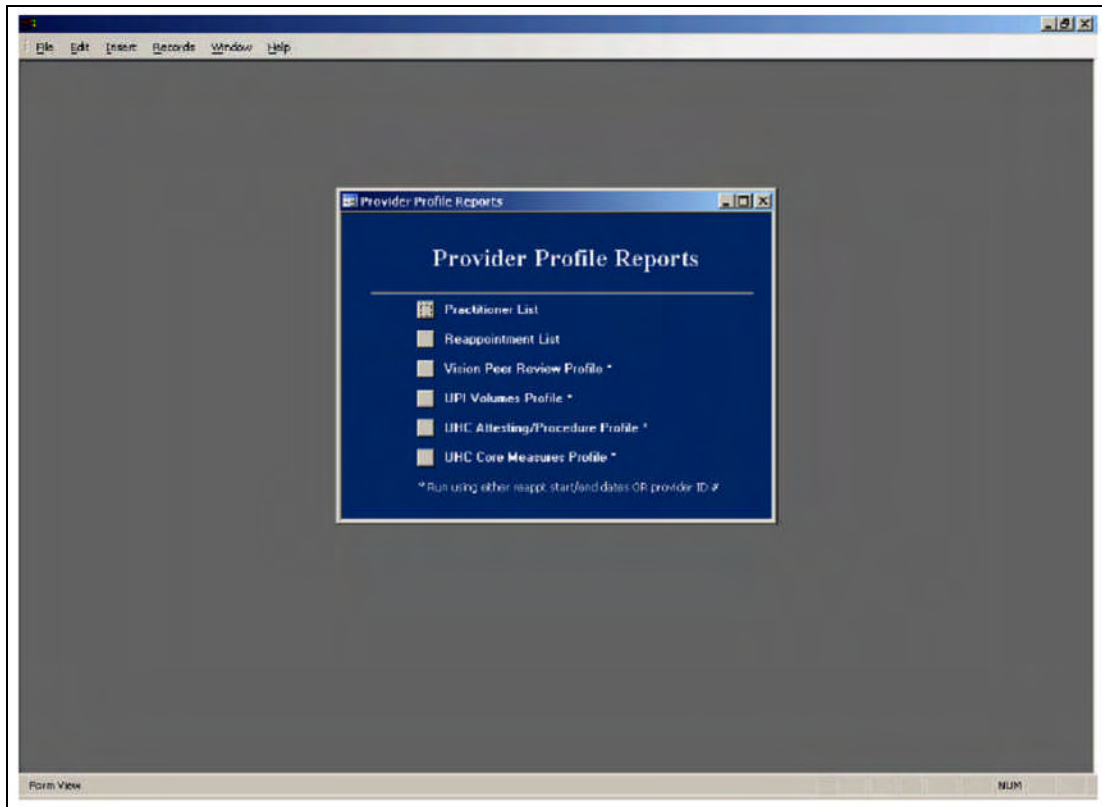 File Edit Insert Records Window Help
Provider Profile Reports
Provider Profile Reports
Practitioner List
Reappointment List
Vision Peer Review Profile *
UPI Volumes Profile *
UHC Attesting/Procedure Profile *
UHC Core Measures Profile *
*Run using either reappt start/end dates OR provider ID #
Form View NUM